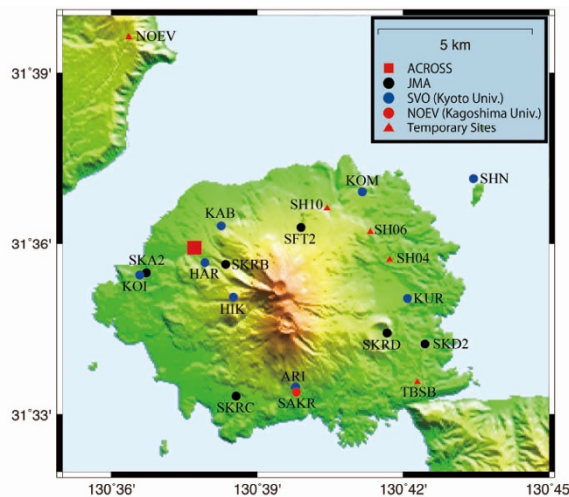 NOEV
5 km
ACROSS
JMA
SVO (Kyoto Univ.)
NOEV (Kagoshima Univ.)
Temporary Sites
31°39'
31°36'
31°33'
SHN
KOM
SH10
KAB
SFT2
SH06
SH04
SKA2
KOI
HAR
SKRB
HIK
KUR
SKRD
SKD2
ARI
SAKR
SKRC
TBSB
130°36'
130°39'
130°42'
130°45'